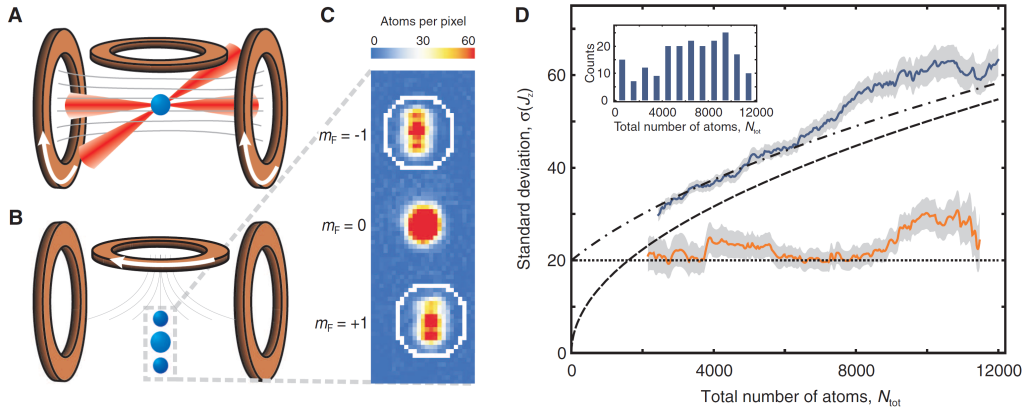 A
B
C
Atoms per pixel
0 30 60
m_F = -1
m_F = 0
m_F = +1
D
Standard deviation, σ(J_z)
60
40
20
0
0 4000 8000 12000
Total number of atoms, N_tot
Counts
20
10
0
0 4000 8000 12000
Total number of atoms, N_tot